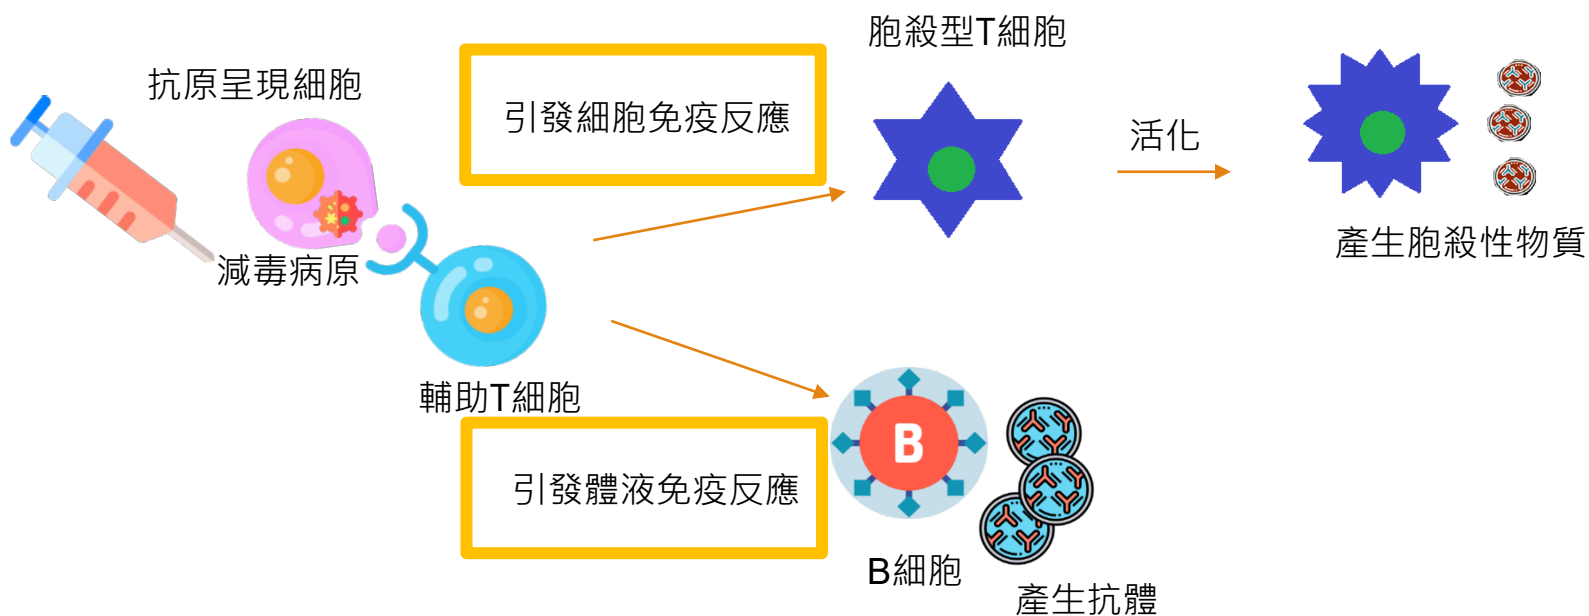 胞殺型T細胞
抗原呈現細胞
引發細胞免疫反應
活化
產生胞殺性物質
減毒病原
輔助T細胞
引發體液免疫反應
B
B細胞
產生抗體